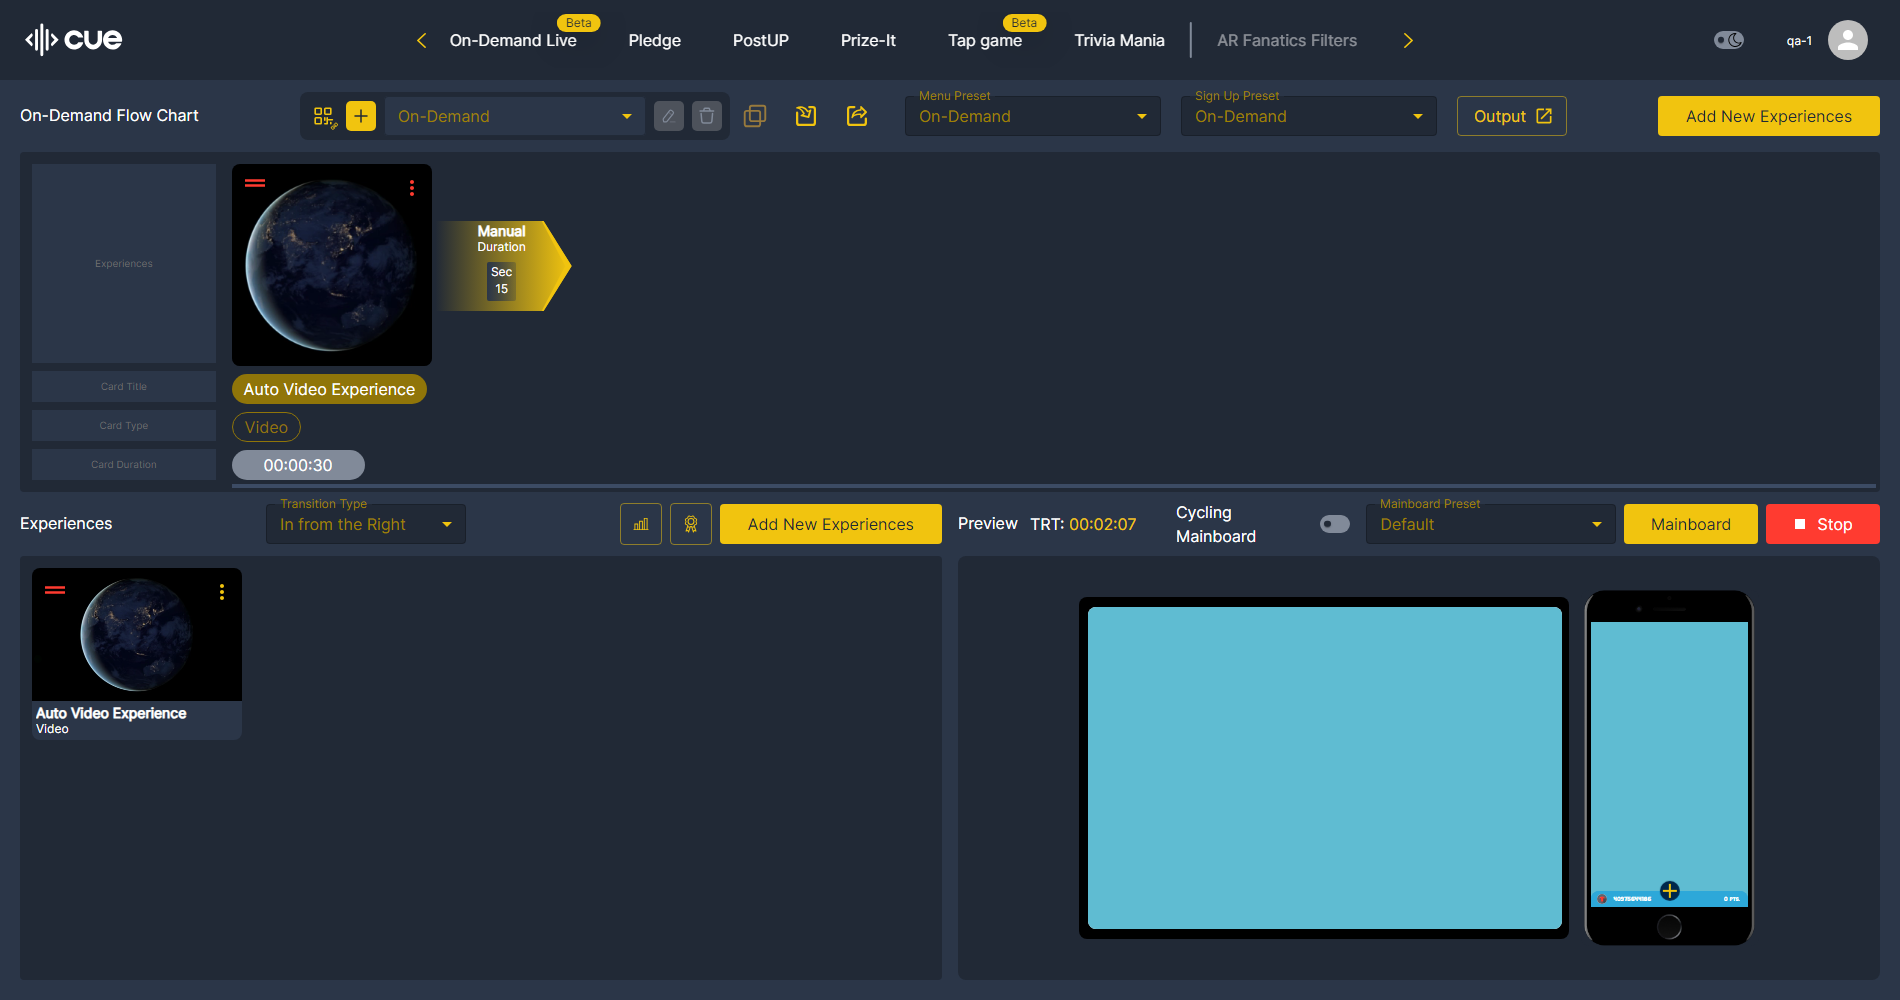 cue
On-Demand Live
Beta
Pledge
PostUP
Prize-It
Tap game
Beta
Trivia Mania
AR Fanatics Filters
qa-1
On-Demand Flow Chart
On-Demand
Menu Preset
On-Demand
Sign Up Preset
On-Demand
Output
Add New Experiences
Experiences
Manual
Duration
Sec
15
Card Title
Auto Video Experience
Card Type
Video
Card Duration
00:00:30
Experiences
Transition Type
In from the Right
Add New Experiences
Preview
TRT: 00:02:07
Cycling
Mainboard
Mainboard Preset
Default
Mainboard
Stop
Auto Video Experience
Video
0 PTS.